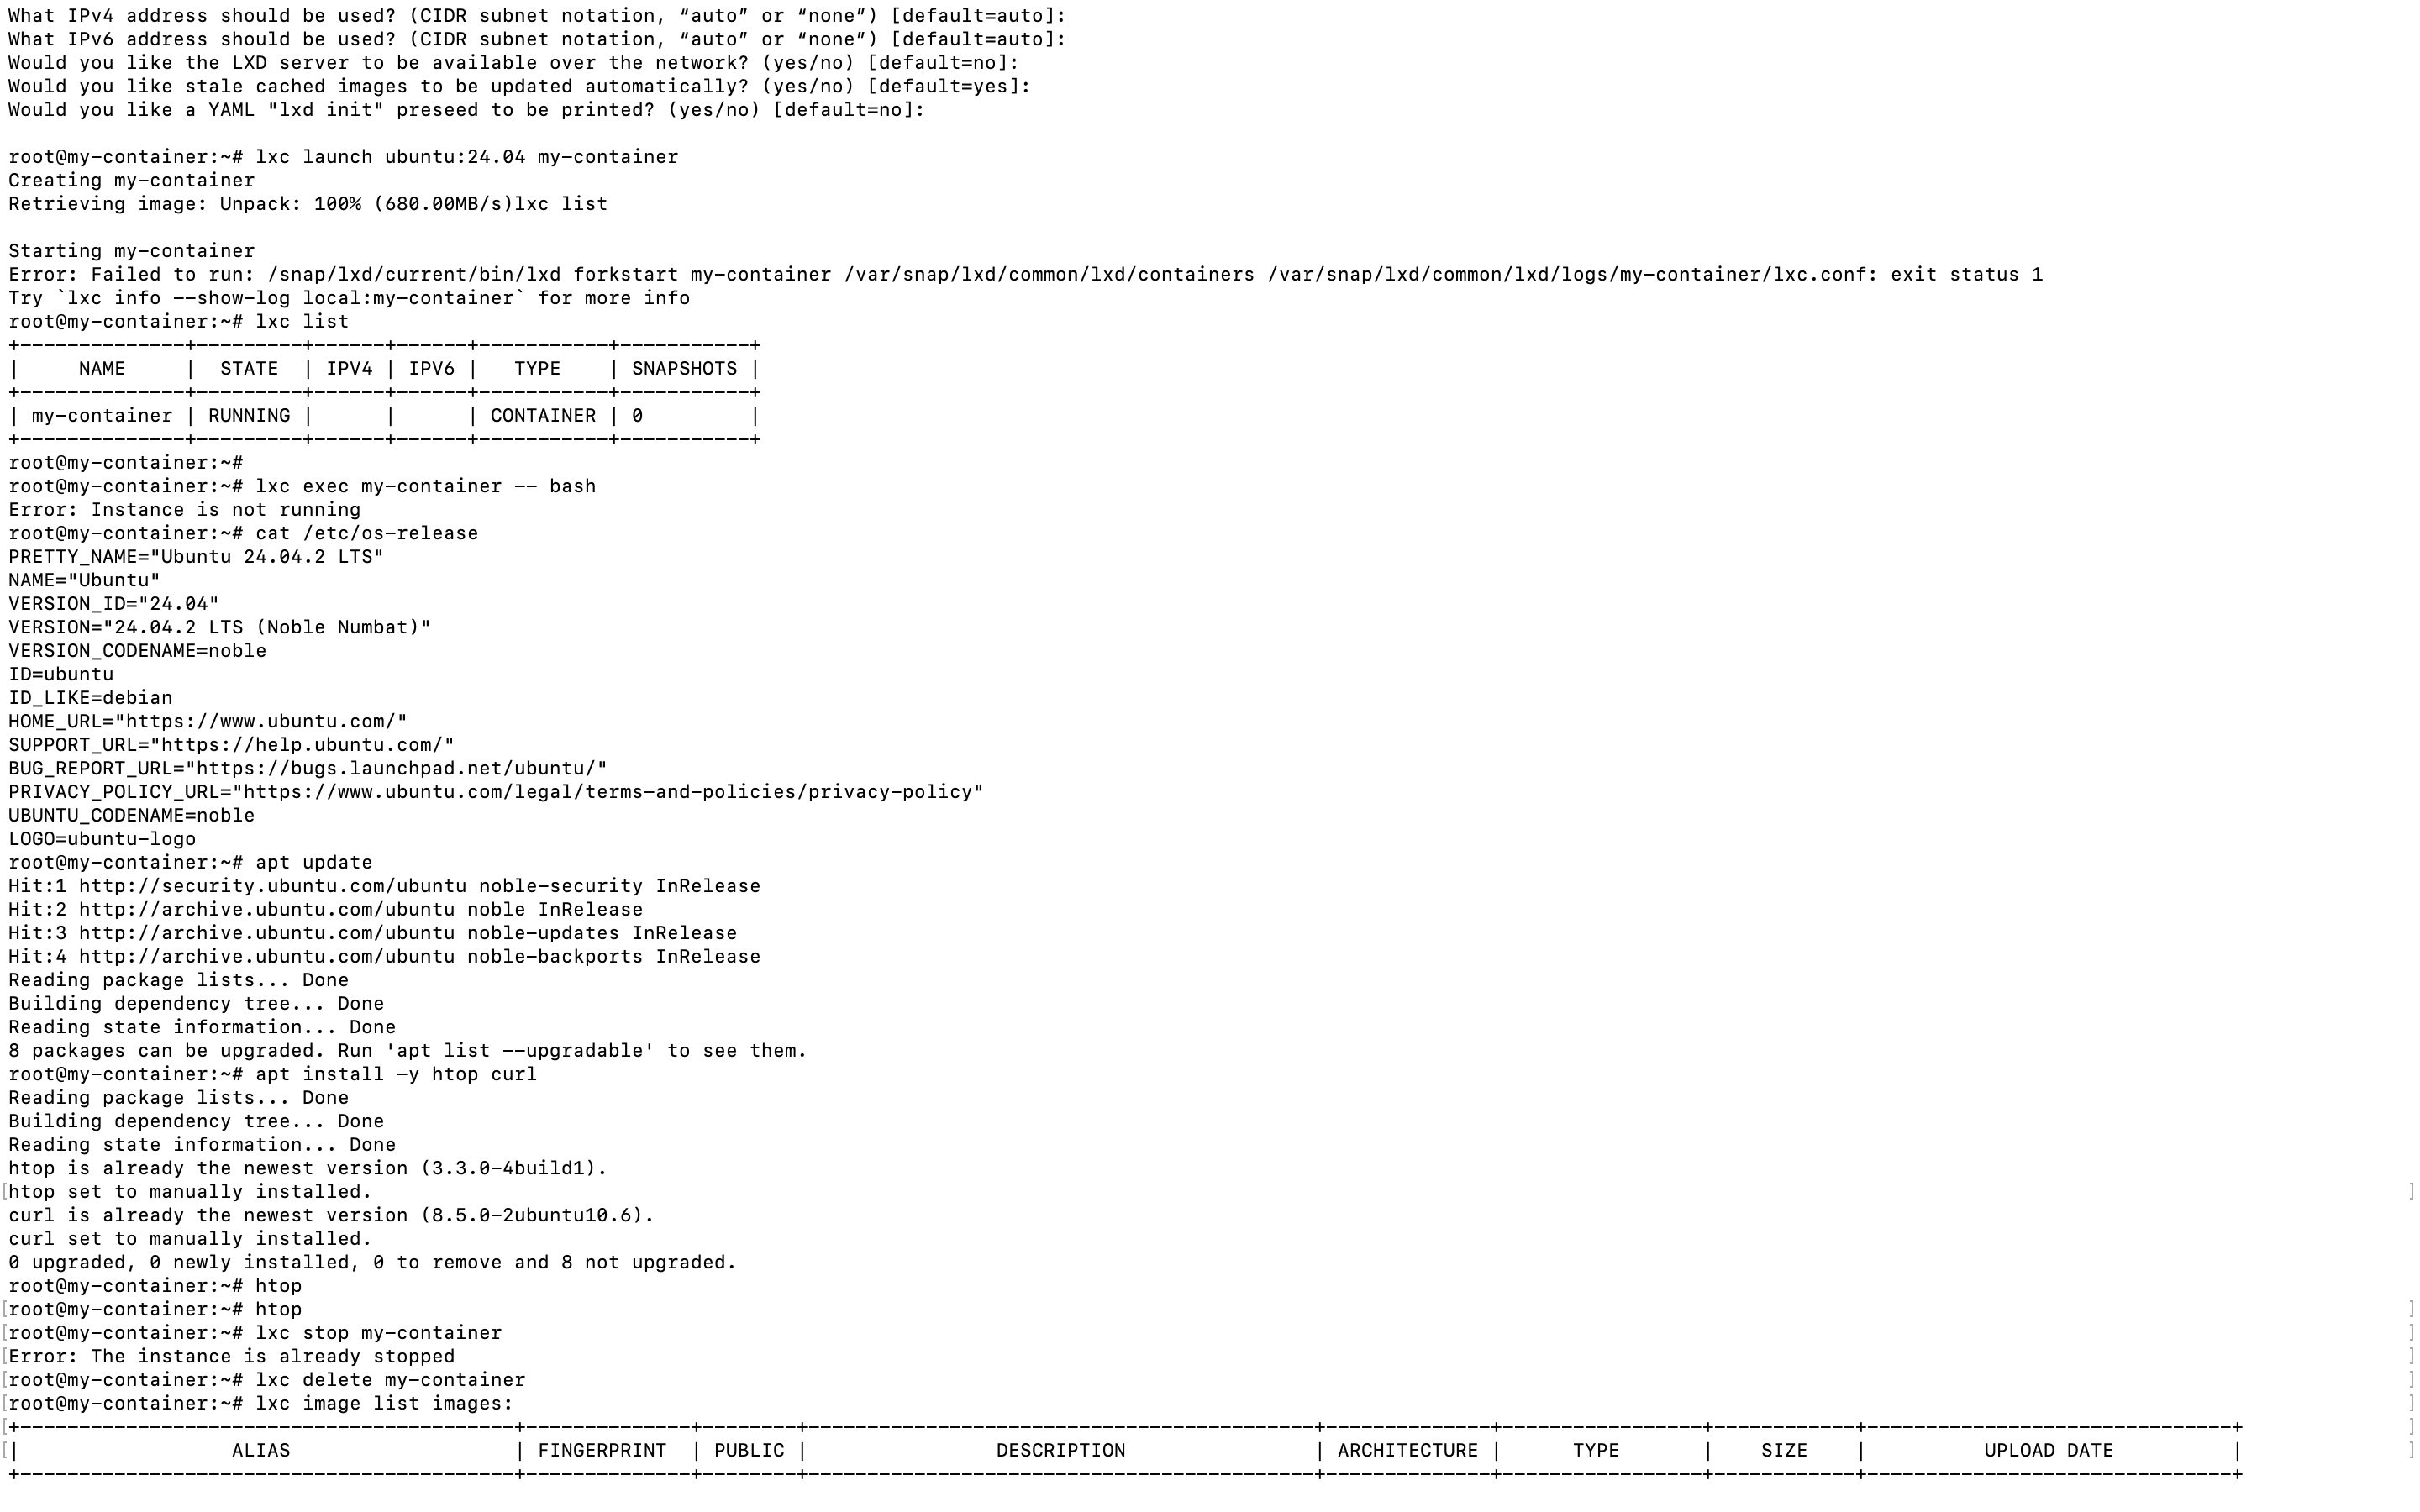 What IPv4 address should be used? (CIDR subnet notation, “auto” or “none”) [default=auto]:
What IPv6 address should be used? (CIDR subnet notation, “auto” or “none”) [default=auto]:
Would you like the LXD server to be available over the network? (yes/no) [default=no]:
Would you like stale cached images to be updated automatically? (yes/no) [default=yes]:
Would you like a YAML "lxd init" preseed to be printed? (yes/no) [default=no]:

root@my-container:~# lxc launch ubuntu:24.04 my-container
Creating my-container
Retrieving image: Unpack: 100% (680.00MB/s)lxc list

Starting my-container
Error: Failed to run: /snap/lxd/current/bin/lxd forkstart my-container /var/snap/lxd/common/lxd/containers /var/snap/lxd/common/lxd/logs/my-container/lxc.conf: exit status 1
Try `lxc info --show-log local:my-container` for more info
root@my-container:~# lxc list
+--------------+---------+------+------+-----------+-----------+
|     NAME     |  STATE  | IPV4 | IPV6 |   TYPE    | SNAPSHOTS |
+--------------+---------+------+------+-----------+-----------+
| my-container | RUNNING |      |      | CONTAINER | 0         |
+--------------+---------+------+------+-----------+-----------+
root@my-container:~#
root@my-container:~# lxc exec my-container -- bash
Error: Instance is not running
root@my-container:~# cat /etc/os-release
PRETTY_NAME="Ubuntu 24.04.2 LTS"
NAME="Ubuntu"
VERSION_ID="24.04"
VERSION="24.04.2 LTS (Noble Numbat)"
VERSION_CODENAME=noble
ID=ubuntu
ID_LIKE=debian
HOME_URL="https://www.ubuntu.com/"
SUPPORT_URL="https://help.ubuntu.com/"
BUG_REPORT_URL="https://bugs.launchpad.net/ubuntu/"
PRIVACY_POLICY_URL="https://www.ubuntu.com/legal/terms-and-policies/privacy-policy"
UBUNTU_CODENAME=noble
LOGO=ubuntu-logo
root@my-container:~# apt update
Hit:1 http://security.ubuntu.com/ubuntu noble-security InRelease
Hit:2 http://archive.ubuntu.com/ubuntu noble InRelease
Hit:3 http://archive.ubuntu.com/ubuntu noble-updates InRelease
Hit:4 http://archive.ubuntu.com/ubuntu noble-backports InRelease
Reading package lists... Done
Building dependency tree... Done
Reading state information... Done
8 packages can be upgraded. Run 'apt list --upgradable' to see them.
root@my-container:~# apt install -y htop curl
Reading package lists... Done
Building dependency tree... Done
Reading state information... Done
htop is already the newest version (3.3.0-4build1).
[htop set to manually installed. ]
curl is already the newest version (8.5.0-2ubuntu10.6).
curl set to manually installed.
0 upgraded, 0 newly installed, 0 to remove and 8 not upgraded.
root@my-container:~# htop
[root@my-container:~# htop ]
[root@my-container:~# lxc stop my-container ]
[Error: The instance is already stopped ]
[root@my-container:~# lxc delete my-container ]
[root@my-container:~# lxc image list images: ]
[+------------------------------------------+--------------+--------+-------------------------------------------+--------------+-----------------+------------+-------------------------------+ ]
[|                  ALIAS                   | FINGERPRINT  | PUBLIC |                DESCRIPTION                | ARCHITECTURE |      TYPE       |    SIZE    |          UPLOAD DATE          | ]
+------------------------------------------+--------------+--------+-------------------------------------------+--------------+-----------------+------------+-------------------------------+